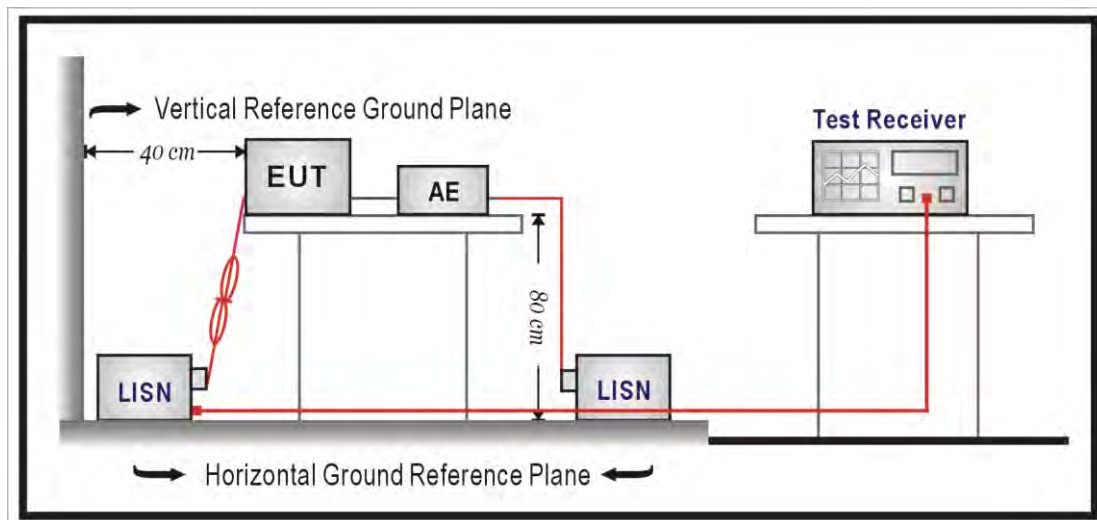 Vertical Reference Ground Plane
Test Receiver
40 cm
EUT
AE
80 cm
LISN
LISN
Horizontal Ground Reference Plane